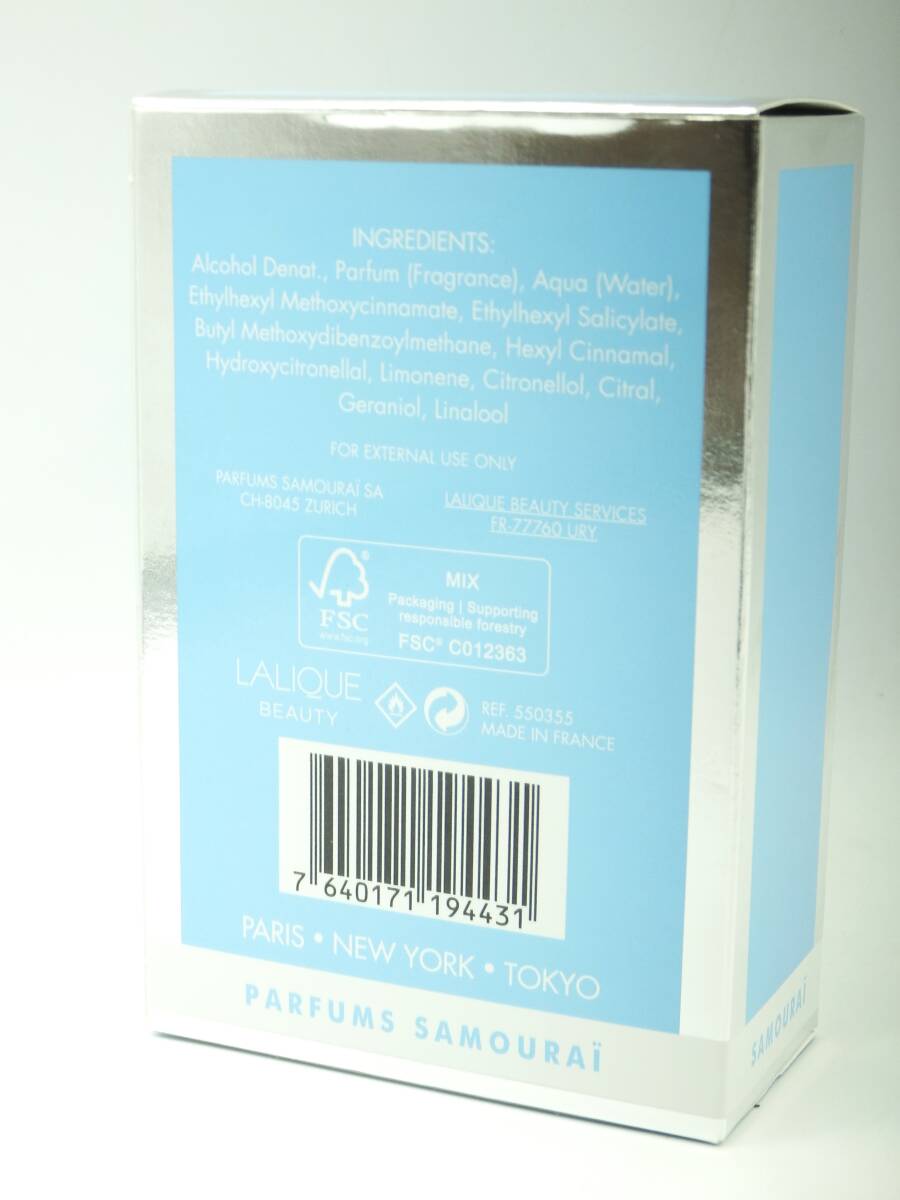 INGREDIENTS:
Alcohol Denat., Parfum (Fragrance), Aqua (Water),
Ethylhexyl Methoxycinnamate, Ethylhexyl Salicylate,
Butyl Methoxydibenzoylmethane, Hexyl Cinnamal,
Hydroxycitronellal, Limonene, Citronellol, Citral,
Geraniol, Linalool
FOR EXTERNAL USE ONLY
PARFUMS SAMOURAÏ SA
CH-8045 ZURICH
LALIQUE BEAUTY SERVICES
FR-77760 URY
FSC
www.fsc.org
MIX
Packaging | Supporting
responsible forestry
FSC® C012363
LALIQUE
BEAUTY
REF. 550355
MADE IN FRANCE
7 640171 194431
PARIS • NEW YORK • TOKYO
PARFUMS SAMOURAÏ
SAMOURAÏ